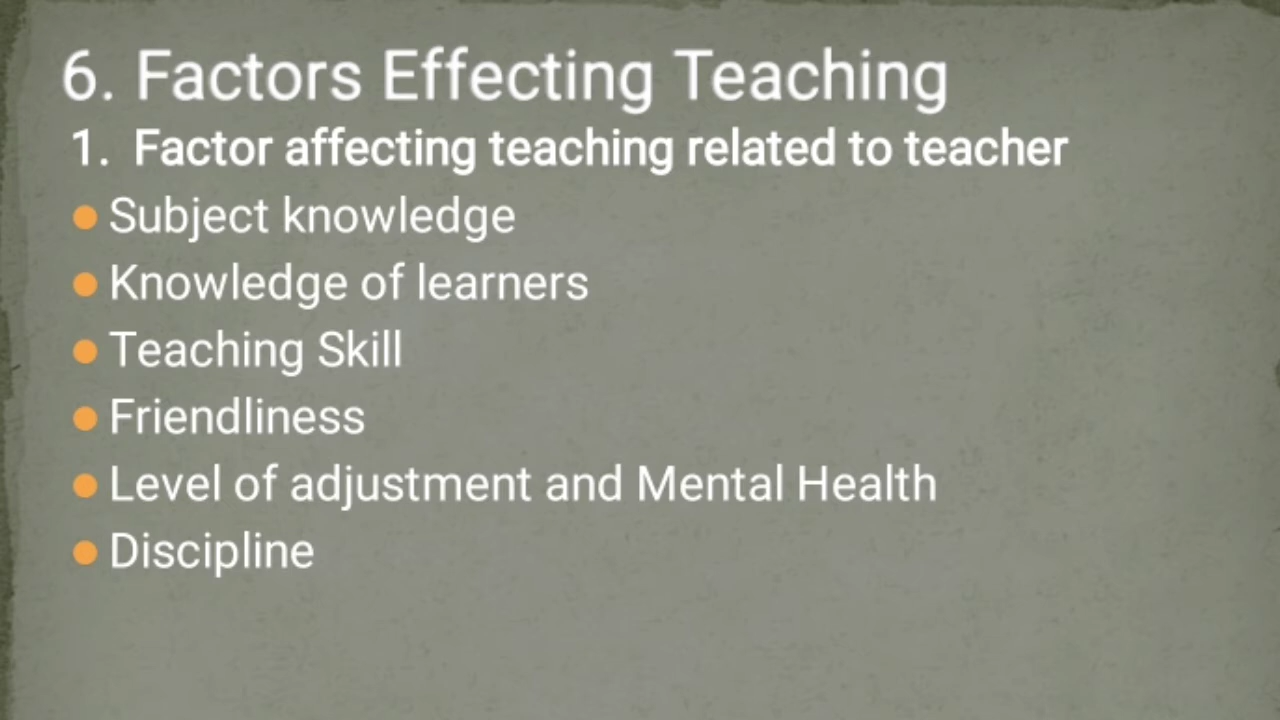 6. Factors Effecting Teaching
1. Factor affecting teaching related to teacher
● Subject knowledge
● Knowledge of learners
● Teaching Skill
● Friendliness
● Level of adjustment and Mental Health
● Discipline